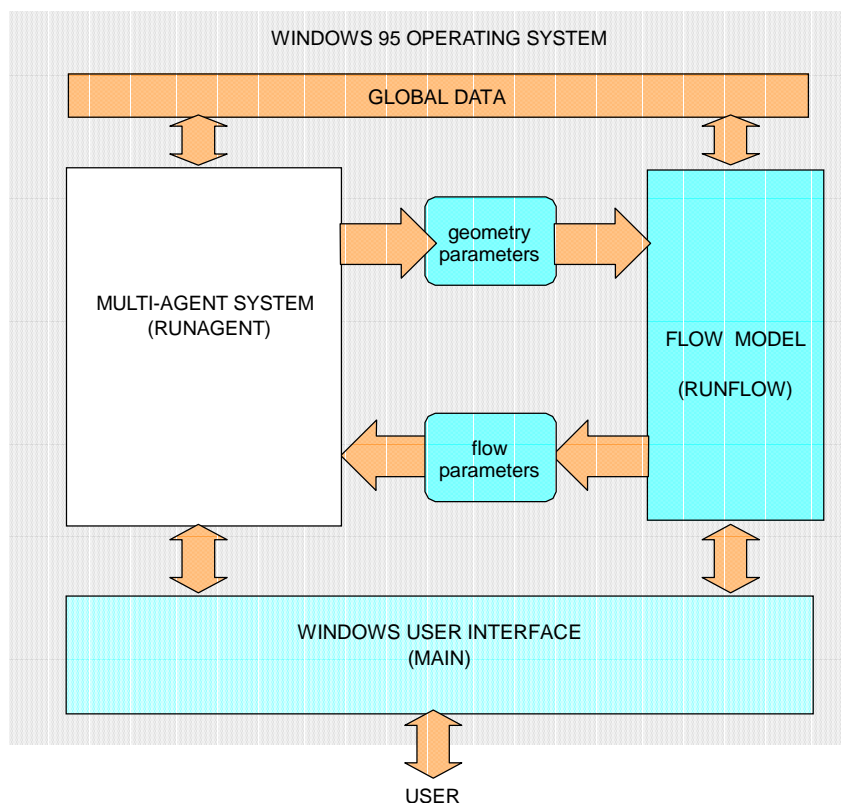 WINDOWS 95 OPERATING SYSTEM
GLOBAL DATA
geometry
parameters
MULTI-AGENT SYSTEM
(RUNAGENT)
FLOW MODEL
(RUNFLOW)
flow
parameters
WINDOWS USER INTERFACE
(MAIN)
USER